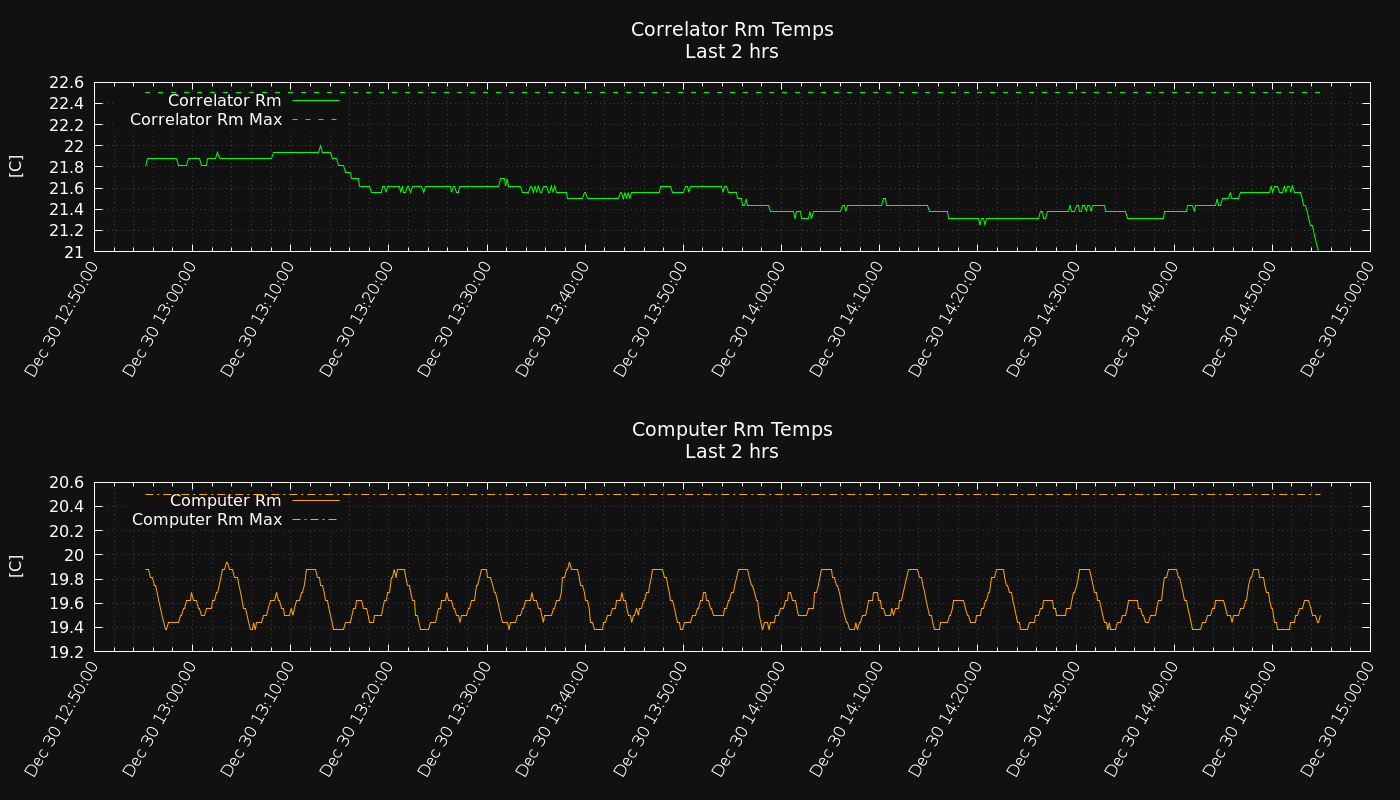 Correlator Rm Temps
Last 2 hrs
22.6
22.4
22.2
22
21.8
21.6
21.4
21.2
21
[C]
Correlator Rm
Correlator Rm Max
Dec 30 12:50:00
Dec 30 13:00:00
Dec 30 13:10:00
Dec 30 13:20:00
Dec 30 13:30:00
Dec 30 13:40:00
Dec 30 13:50:00
Dec 30 14:00:00
Dec 30 14:10:00
Dec 30 14:20:00
Dec 30 14:30:00
Dec 30 14:40:00
Dec 30 14:50:00
Dec 30 15:00:00
Computer Rm Temps
Last 2 hrs
20.6
20.4
20.2
20
19.8
19.6
19.4
19.2
[C]
Computer Rm
Computer Rm Max
Dec 30 12:50:00
Dec 30 13:00:00
Dec 30 13:10:00
Dec 30 13:20:00
Dec 30 13:30:00
Dec 30 13:40:00
Dec 30 13:50:00
Dec 30 14:00:00
Dec 30 14:10:00
Dec 30 14:20:00
Dec 30 14:30:00
Dec 30 14:40:00
Dec 30 14:50:00
Dec 30 15:00:00